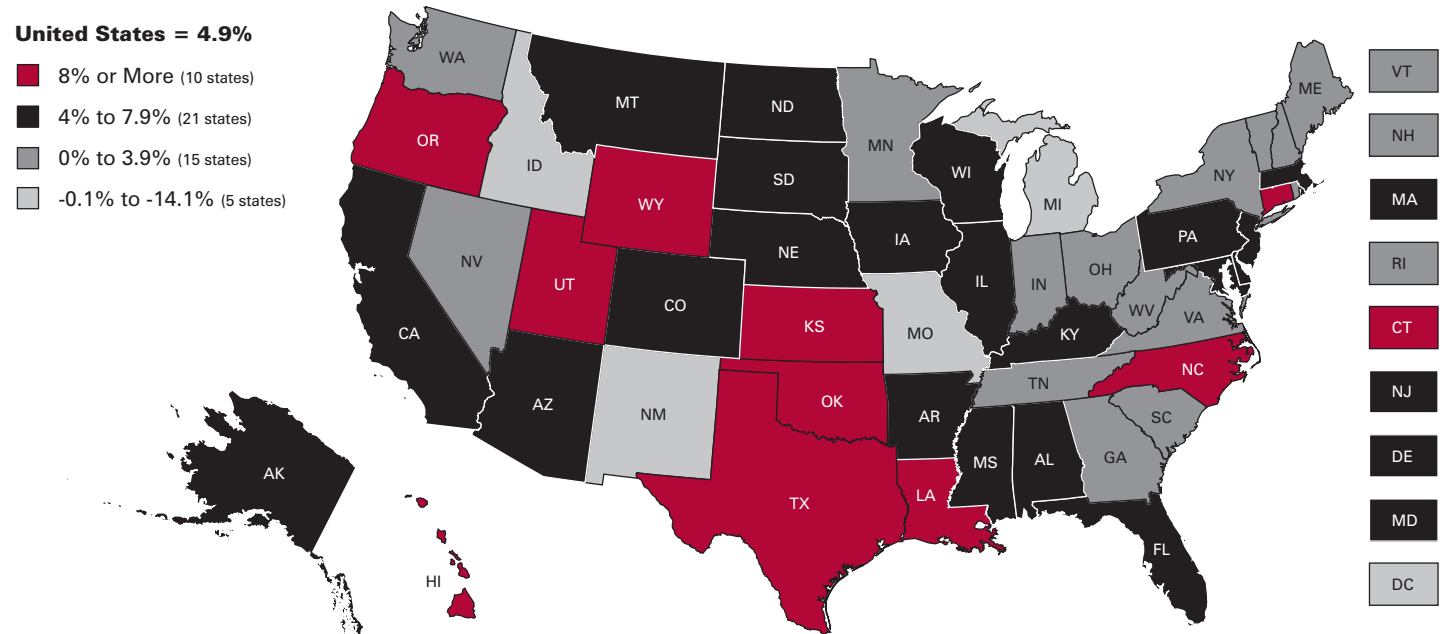 United States = 4.9%
8% or More (10 states)
4% to 7.9% (21 states)
0% to 3.9% (15 states)
-0.1% to -14.1% (5 states)
WA
MT
ND
MN
OR
ID
SD
WI
WY
MI
NY
ME
NV
UT
CO
NE
IA
IL
IN
OH
PA
WV
VA
CA
KS
MO
KY
TN
NC
AZ
NM
OK
AR
SC
MS
AL
GA
TX
LA
FL
AK
HI
VT
NH
MA
RI
CT
NJ
DE
MD
DC